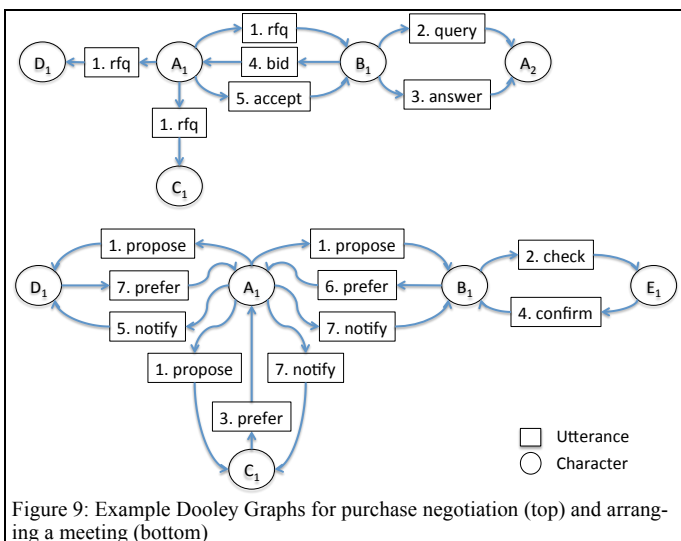 1. rfq
2. query
D1
1. rfq
A1
4. bid
B1
A2
5. accept
3. answer
1. rfq
C1
1. propose
1. propose
2. check
D1
7. prefer
A1
6. prefer
B1
E1
5. notify
7. notify
4. confirm
1. propose
7. notify
3. prefer
Utterance
C1
Character
Figure 9: Example Dooley Graphs for purchase negotiation (top) and arrang-
ing a meeting (bottom)